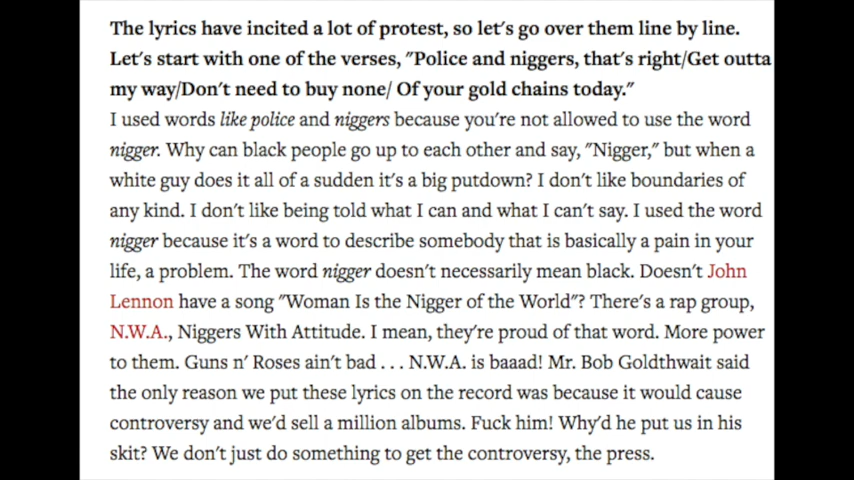 The lyrics have incited a lot of protest, so let's go over them line by line.
Let's start with one of the verses, "Police and niggers, that's right/Get outta
my way/Don't need to buy none/ Of your gold chains today."
I used words like police and niggers because you're not allowed to use the word
nigger. Why can black people go up to each other and say, "Nigger," but when a
white guy does it all of a sudden it's a big putdown? I don't like boundaries of
any kind. I don't like being told what I can and what I can't say. I used the word
nigger because it's a word to describe somebody that is basically a pain in your
life, a problem. The word nigger doesn't necessarily mean black. Doesn't John
Lennon have a song "Woman Is the Nigger of the World"? There's a rap group,
N.W.A., Niggers With Attitude. I mean, they're proud of that word. More power
to them. Guns n' Roses ain't bad . . . N.W.A. is baaad! Mr. Bob Goldthwait said
the only reason we put these lyrics on the record was because it would cause
controversy and we'd sell a million albums. Fuck him! Why'd he put us in his
skit? We don't just do something to get the controversy, the press.